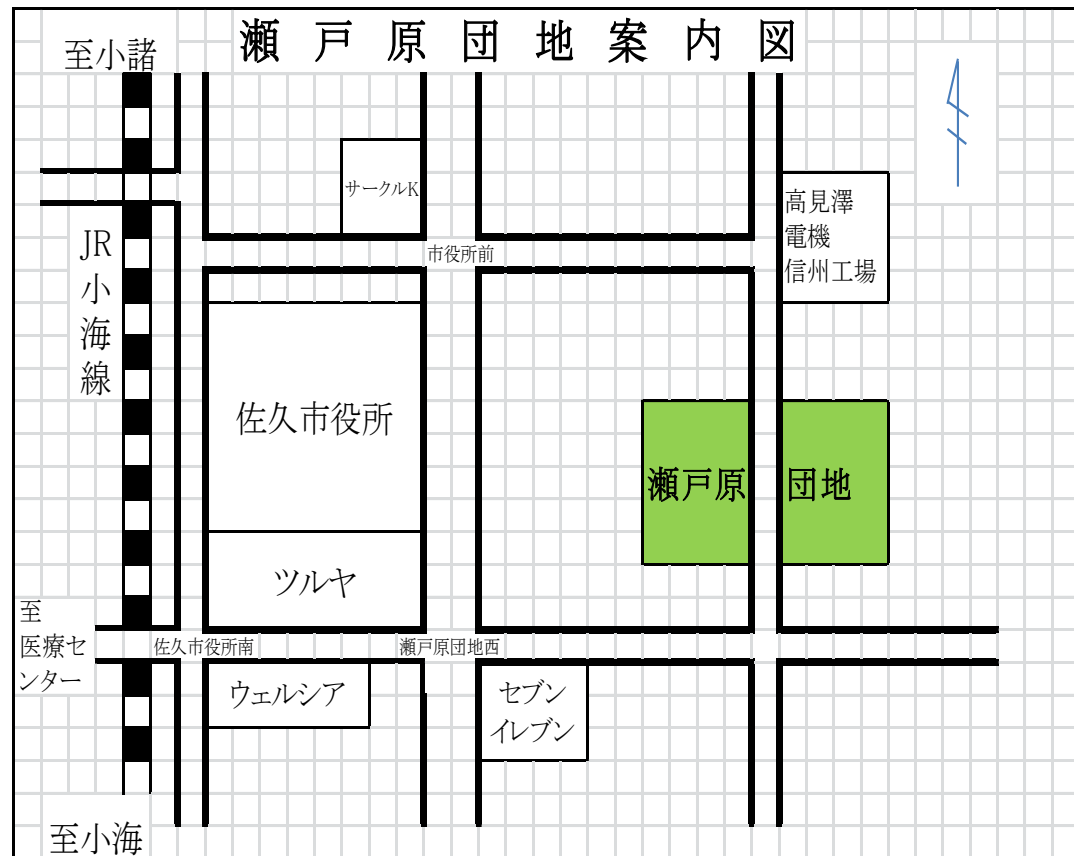 瀬戸原団地案内図
至小諸
サークルK
高見澤
電機
信州工場
市役所前
JR
小
海
線
佐久市役所
瀬戸原 団地
ツルヤ
至
医療セ
ンター
佐久市役所南
瀬戸原団地西
ウェルシア
セブン
イレブン
至小海